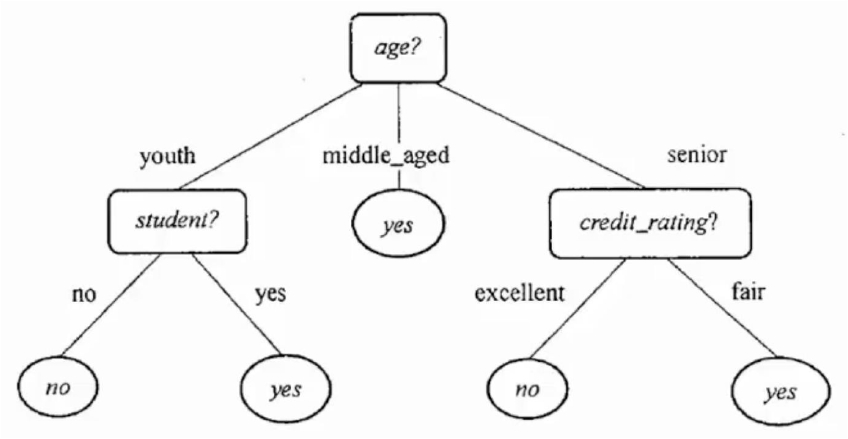 age?
youth
middle_aged
senior
student?
yes
credit_rating?
no
yes
excellent
fair
no
yes
no
yes